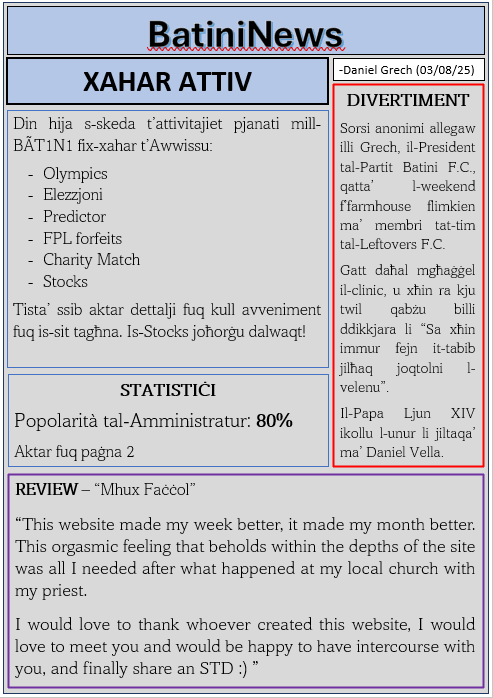 BatiniNews
XAHAR ATTIV
-Daniel Grech (03/08/25)
Din hija s-skeda t’attivitajiet pjanati mill-
BÃT1N1 fix-xahar t’Awwissu:
- Olympics
- Elezzjoni
- Predictor
- FPL forfeits
- Charity Match
- Stocks
Tista’ ssib aktar dettalji fuq kull avveniment
fuq is-sit tagħna. Is-Stocks joħorġu dalwaqt!
DIVERTIMENT
Sorsi anonimi allegaw
illi Grech, il-President
tal-Partit Batini F.C.,
qatta’ l-weekend
f’farmhouse flimkien
ma’ membri tat-tim
tal-Leftovers F.C.
Gatt daħal mgħaġġel
il-clinic, u xħin ra kju
twil qabżu billi
ddikkjara li “Sa xħin
immur fejn it-tabib
jilħaq joqtolni l-
velenu”.
Il-Papa Ljun XIV
ikollu l-unur li jiltaqa’
ma’ Daniel Vella.
STATISTIĊI
Popolarità tal-Amministratur: 80%
Aktar fuq paġna 2
REVIEW – “Mhux Faċċol”
“This website made my week better, it made my month better.
This orgasmic feeling that beholds within the depths of the site
was all I needed after what happened at my local church with
my priest.
I would love to thank whoever created this website, I would
love to meet you and would be happy to have intercourse with
you, and finally share an STD :) ”